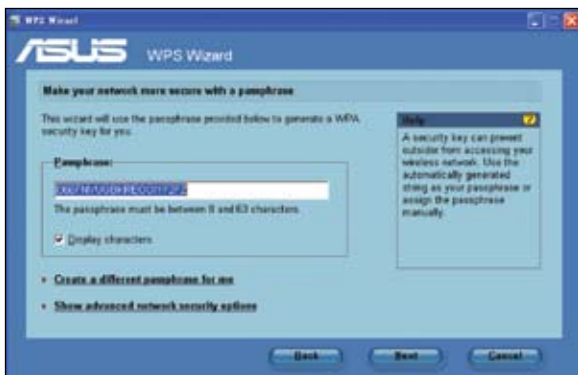 WPS Wizard
ASUS WPS Wizard
Make your network more secure with a passphrase
This wizard will use the passphrase provided below to generate a WPA
security key for you.
Passphrase:
The passphrase must be between 8 and 63 characters.
Display characters
Create a different passphrase for me
Show advanced network security options
Help
A security key can prevent
outsider from accessing your
wireless network. Use the
automatically generated
string as your passphrase or
assign the passphrase
manually.
Back Next Cancel